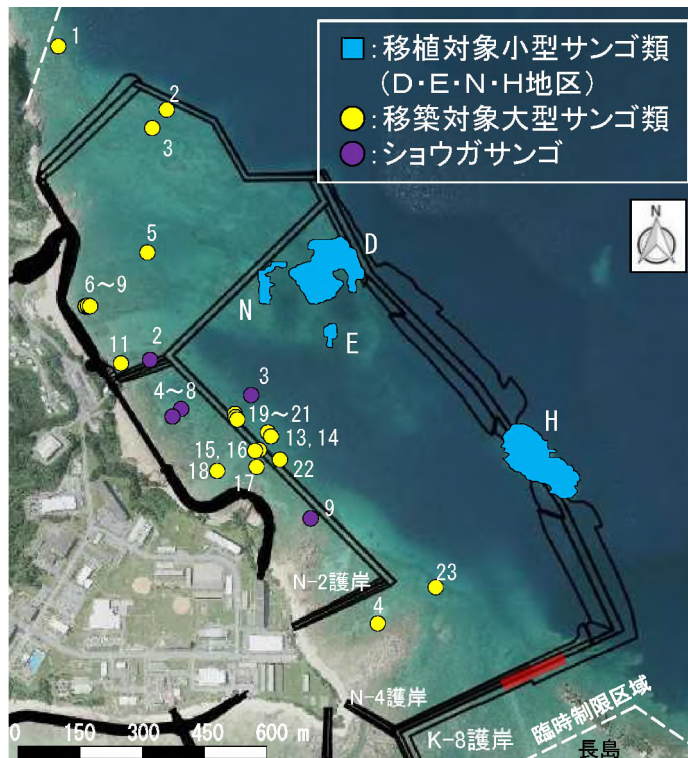 ■：移植対象小型サンゴ類
（D・E・N・H地区）
：移築対象大型サンゴ類
：ショウガサンゴ
1
2
3
N
5
D
6～9
N
E
2
11
3
4～8
19～21
H
13, 14
15, 16
18
22
17
9
N-2護岸
23
4
N-4護岸
臨時制限区域
K-8護岸
長島
0 150 300 600 m